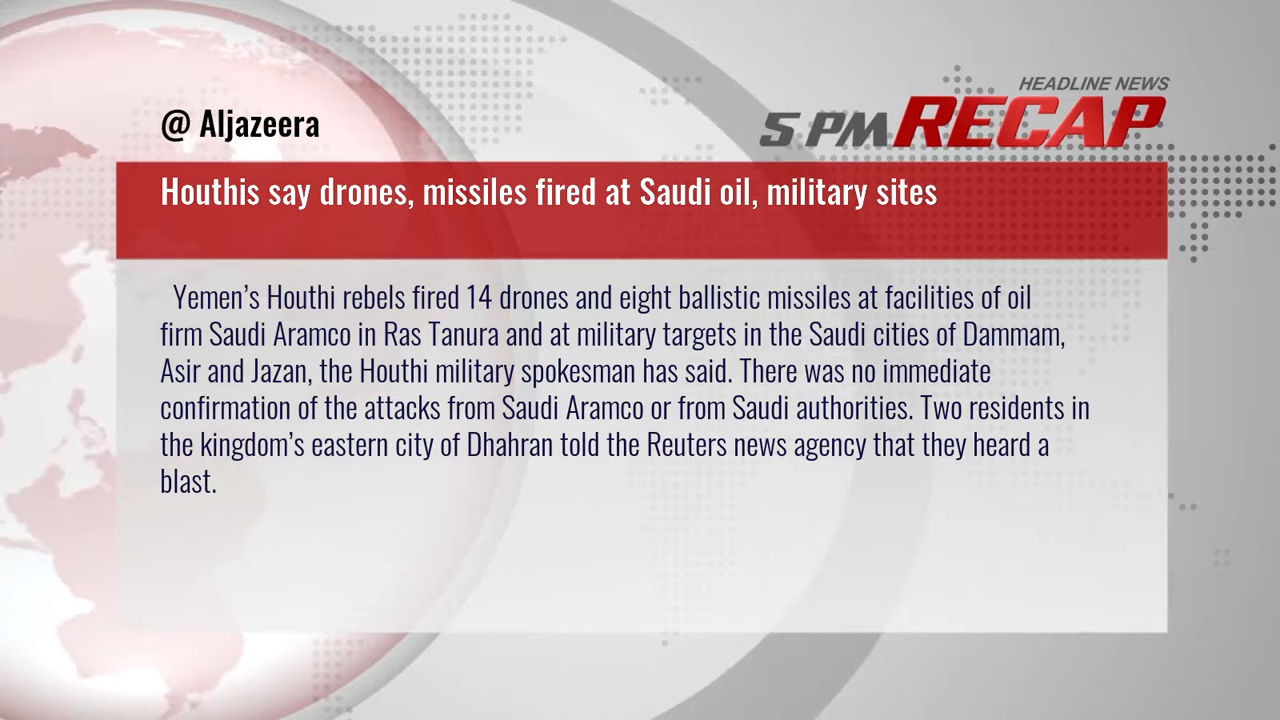 HEADLINE NEWS
@ Aljazeera
5 PM RECAP
Houthis say drones, missiles fired at Saudi oil, military sites
Yemen’s Houthi rebels fired 14 drones and eight ballistic missiles at facilities of oil
firm Saudi Aramco in Ras Tanura and at military targets in the Saudi cities of Dammam,
Asir and Jazan, the Houthi military spokesman has said. There was no immediate
confirmation of the attacks from Saudi Aramco or from Saudi authorities. Two residents in
the kingdom’s eastern city of Dhahran told the Reuters news agency that they heard a
blast.